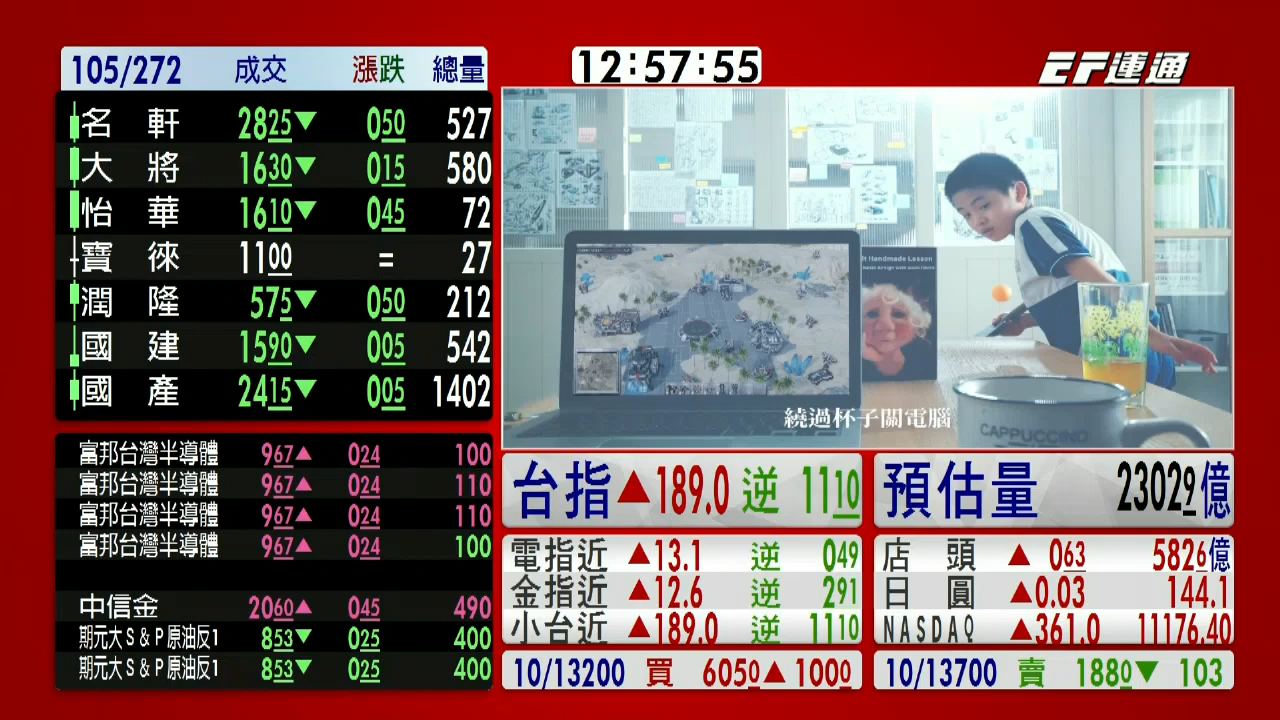 105/272 成交 漲跌 總量
12:57:55
EF運通
名軒 2825▼ 050 527
大將 1630▼ 015 580
怡華 1610▼ 045 72
寶徠 1100 = 27
潤隆 575▼ 050 212
國建 1590▼ 005 542
國產 2415▼ 005 1402
lt Handmade Lesson
繞過杯子關電腦
CAPPUCCINO
富邦台灣半導體 967▲ 024 100
富邦台灣半導體 967▲ 024 110
富邦台灣半導體 967▲ 024 110
富邦台灣半導體 967▲ 024 100
中信金 2060▲ 045 490
期元大S&P原油反1 853▼ 025 400
期元大S&P原油反1 853▼ 025 400
台指▲189.0 逆 1110
預估量 23029億
電指近 ▲13.1 逆 049
金指近 ▲12.6 逆 291
小台近 ▲189.0 逆 1110
店頭 ▲ 063 5826億
日圓 ▲0.03 144.1
NASDAQ ▲361.0 11176.40
10/13200 買 6050▲1000
10/13700 賣 1880▼ 103